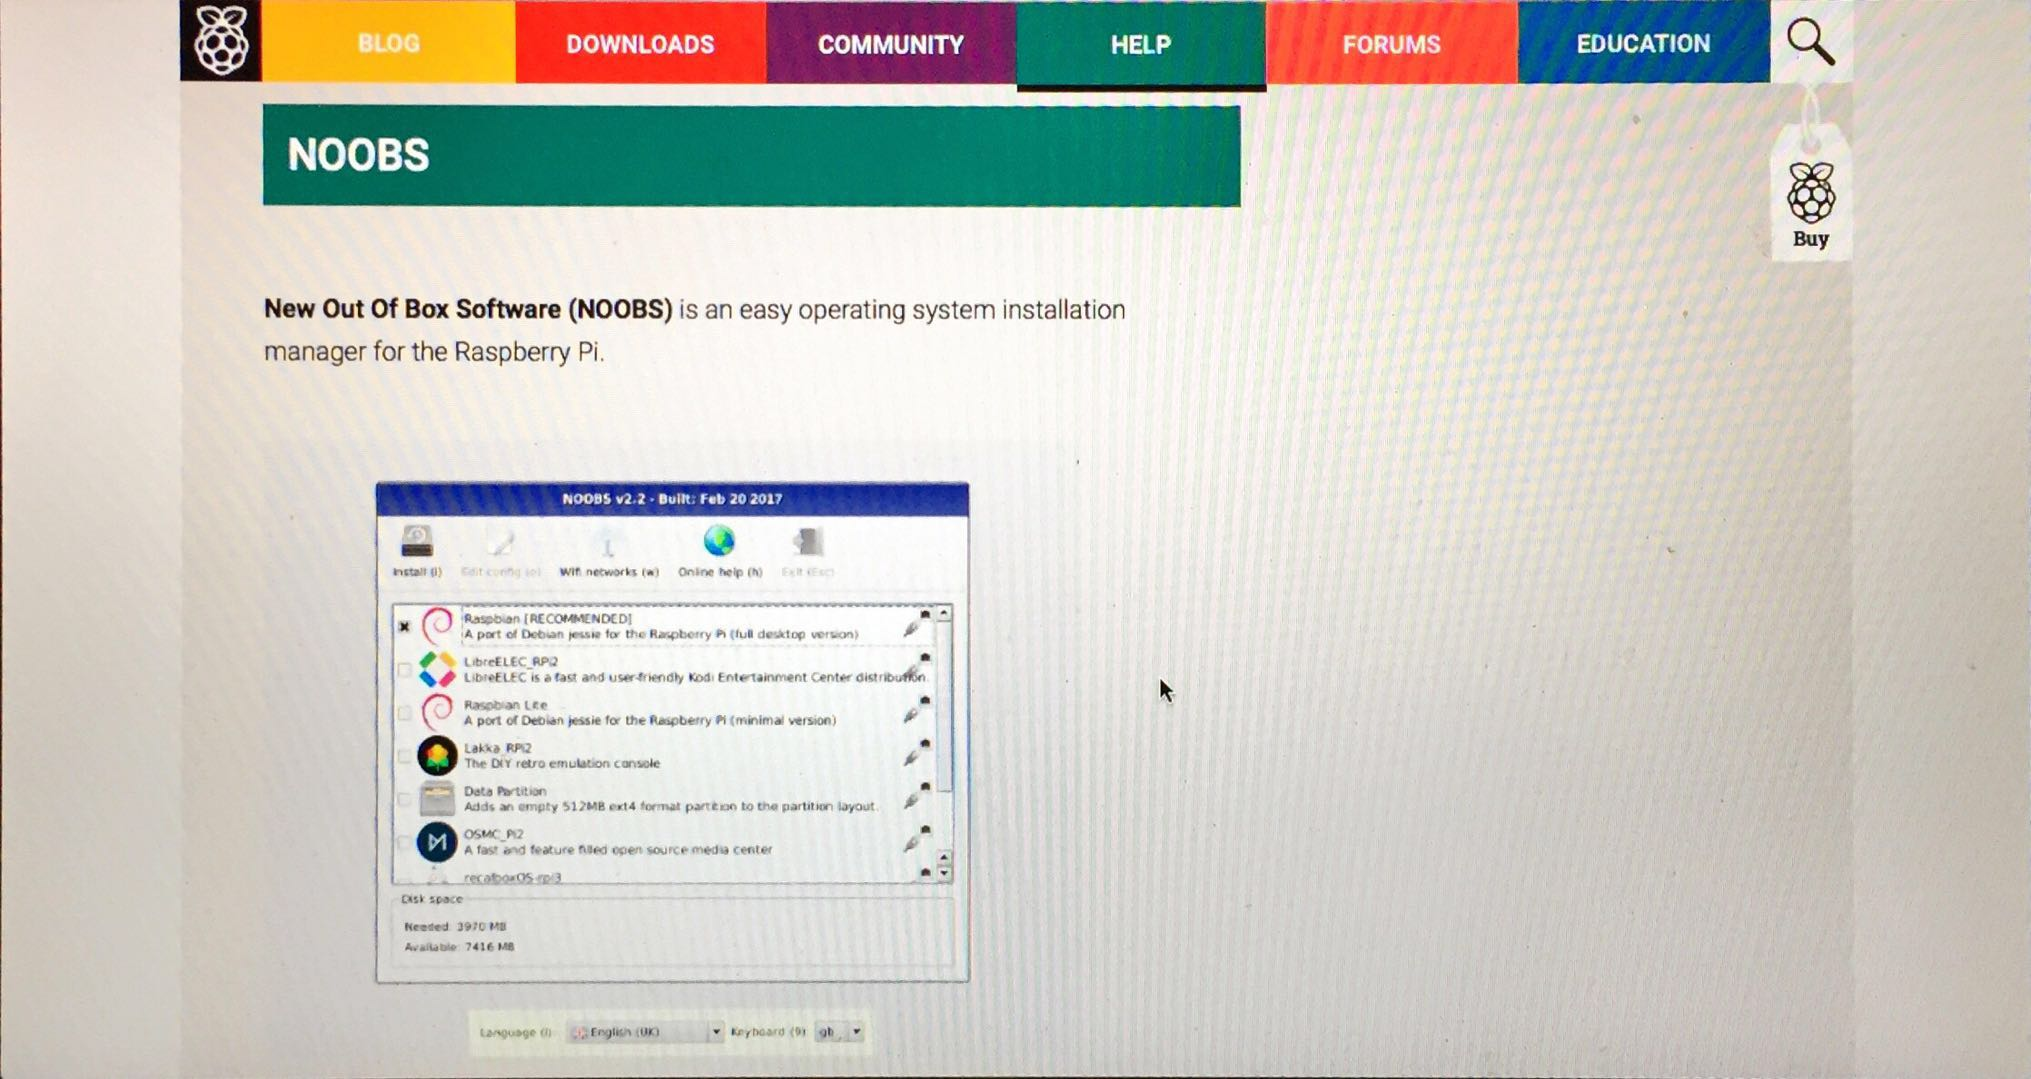 BLOG DOWNLOADS COMMUNITY HELP FORUMS EDUCATION
NOOBS
Buy
New Out Of Box Software (NOOBS) is an easy operating system installation
manager for the Raspberry Pi.
NOOBS v2.2 - Built: Feb 20 2017
Install (i) Edit config (e) Wifi networks (w) Online help (h) Exit (Esc)
Raspbian [RECOMMENDED]
A port of Debian jessie for the Raspberry Pi (full desktop version)
LibreELEC_RPi2
LibreELEC is a fast and user-friendly Kodi Entertainment Center distribution.
Raspbian Lite
A port of Debian jessie for the Raspberry Pi (minimal version)
Lakka_RPi2
The DIY retro emulation console
Data Partition
Adds an empty 512MB ext4 format partition to the partition layout.
OSMC_Pi2
A fast and feature filled open source media center
recalboxOS-rpi3
Disk space
Needed: 3970 MB
Available: 7416 MB
Language (l): English (UK) Keyboard (9): gb